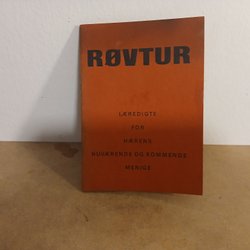 RØVTUR
LÆREDIGTE
FOR
HÆRENS
NUVÆRENDE OG KOMMENDE
MENIGE